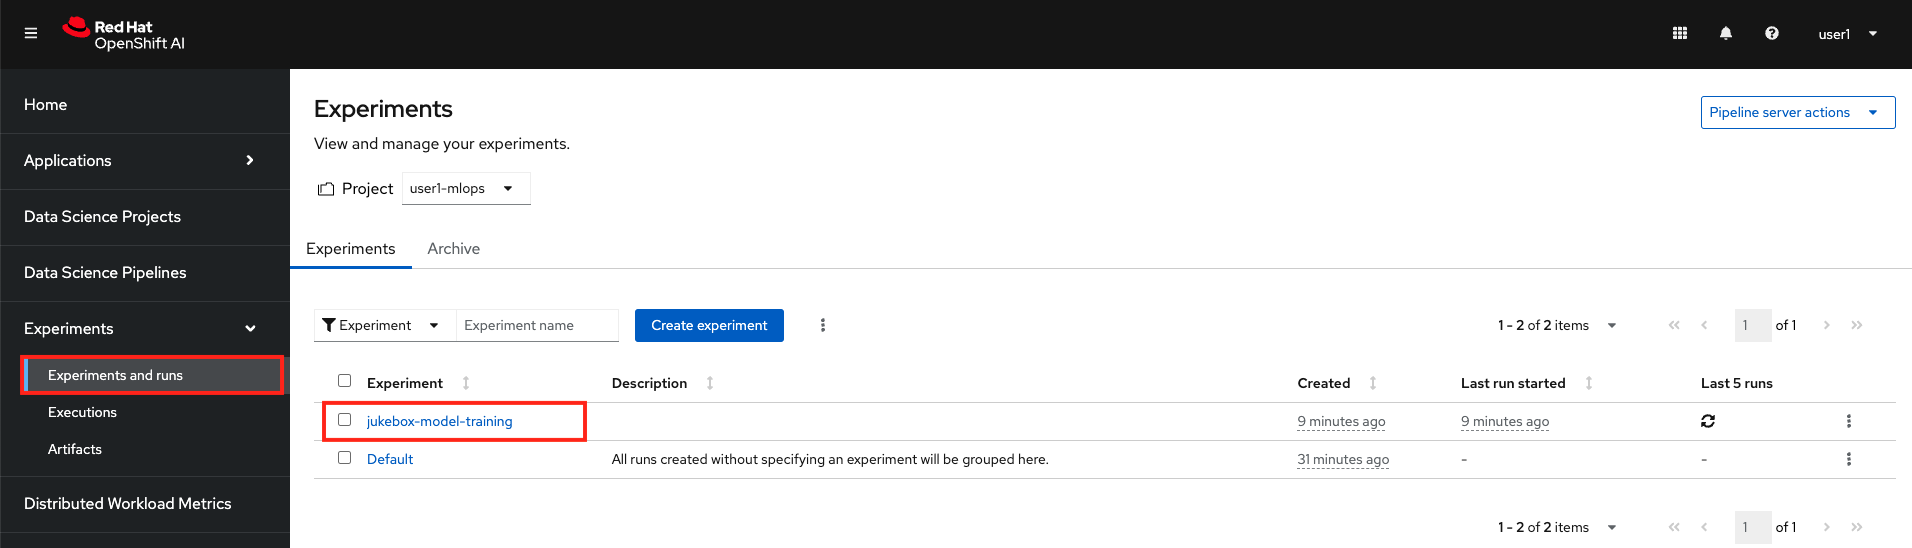 Red Hat
OpenShift AI
user1
Home
Applications
Data Science Projects
Data Science Pipelines
Experiments
Experiments and runs
Executions
Artifacts
Distributed Workload Metrics
Experiments
Pipeline server actions
View and manage your experiments.
Project user1-mlops
Experiments Archive
Experiment Experiment name Create experiment 1 - 2 of 2 items 1 of 1
Experiment Description Created Last run started Last 5 runs
jukebox-model-training 9 minutes ago 9 minutes ago
Default All runs created without specifying an experiment will be grouped here. 31 minutes ago - -
1 - 2 of 2 items 1 of 1